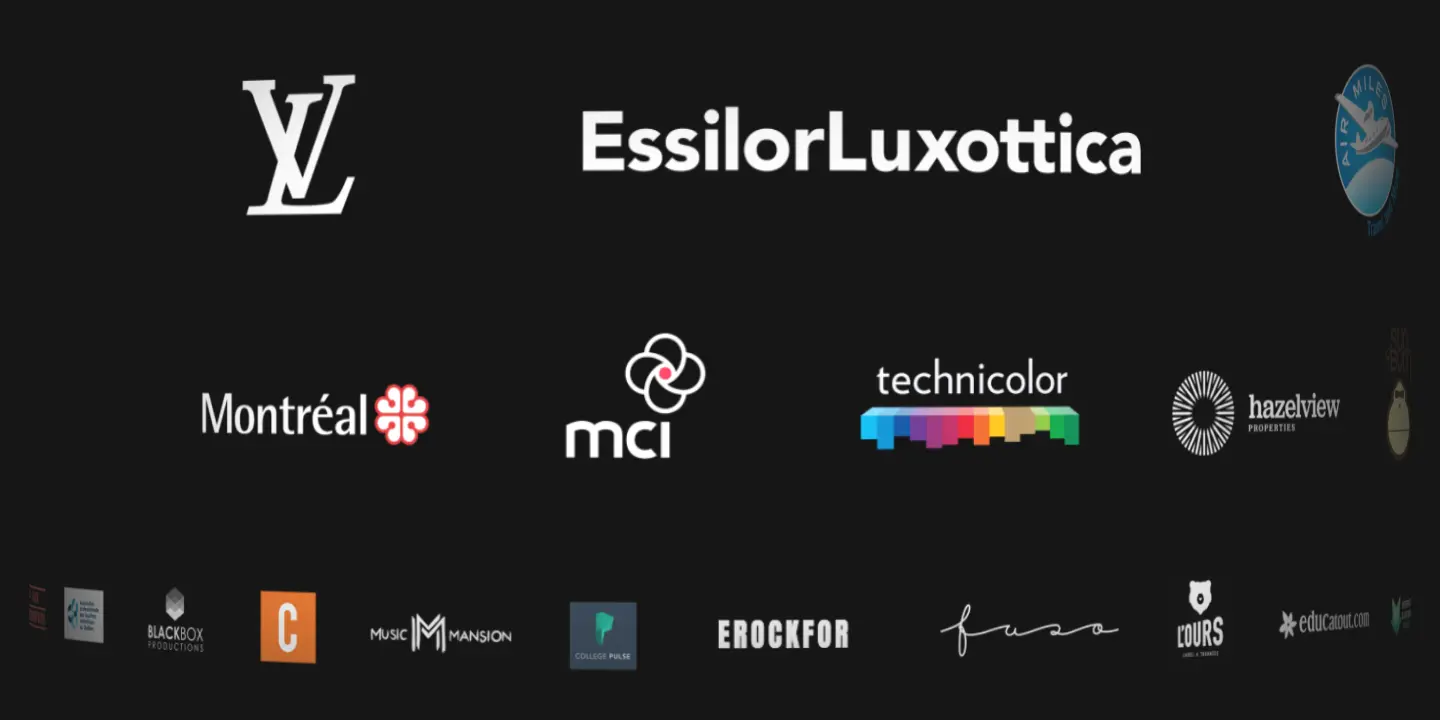 LV
EssilorLuxottica
AIR MILES
Montréal
mci
technicolor
hazelview
PROPERTIES
BLACKBOX
PRODUCTIONS
C
MUSIC M MANSION
COLLEGE PULSE
EROCKFOR
fuso
L'OURS
educatout.com